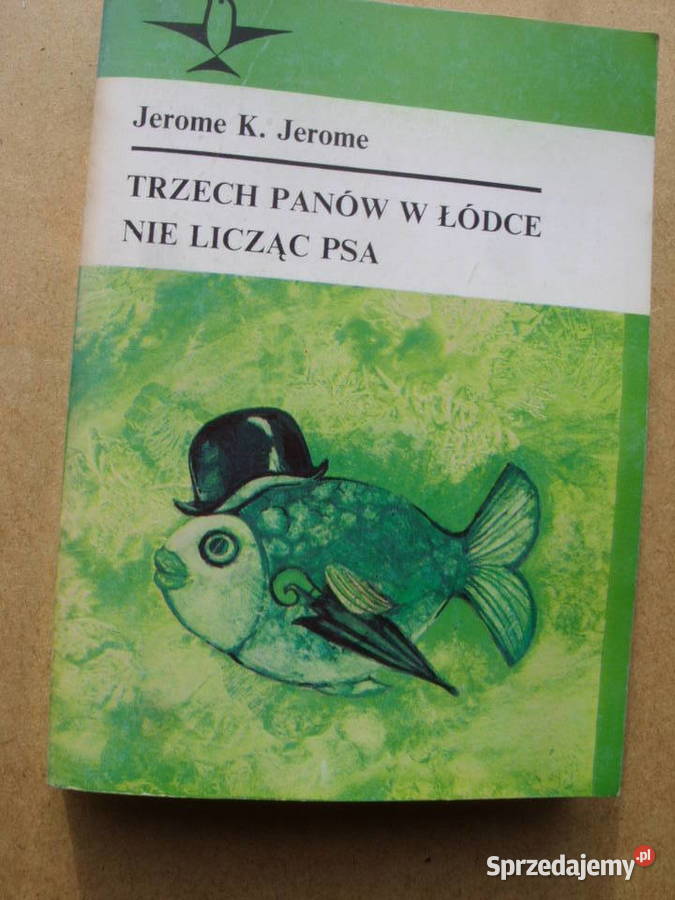 Jerome K. Jerome
TRZECH PANÓW W ŁÓDCE
NIE LICZĄC PSA
Sprzedajemy.pl